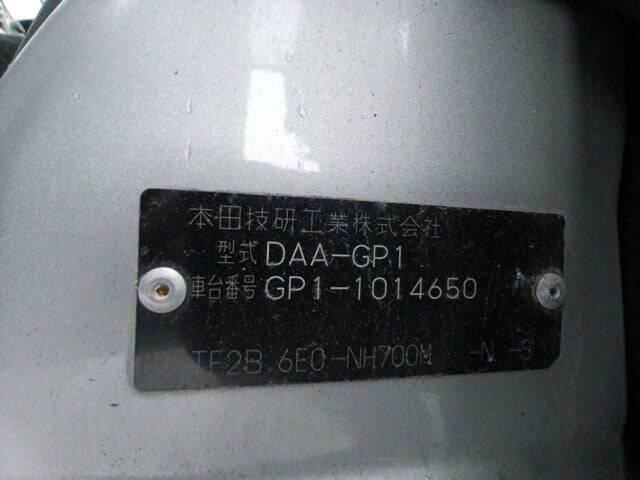 本田技研工業株式会社
型式 DAA-GP1
車台番号 GP1-1014650
TF2B 6E0-NH700M -N -S